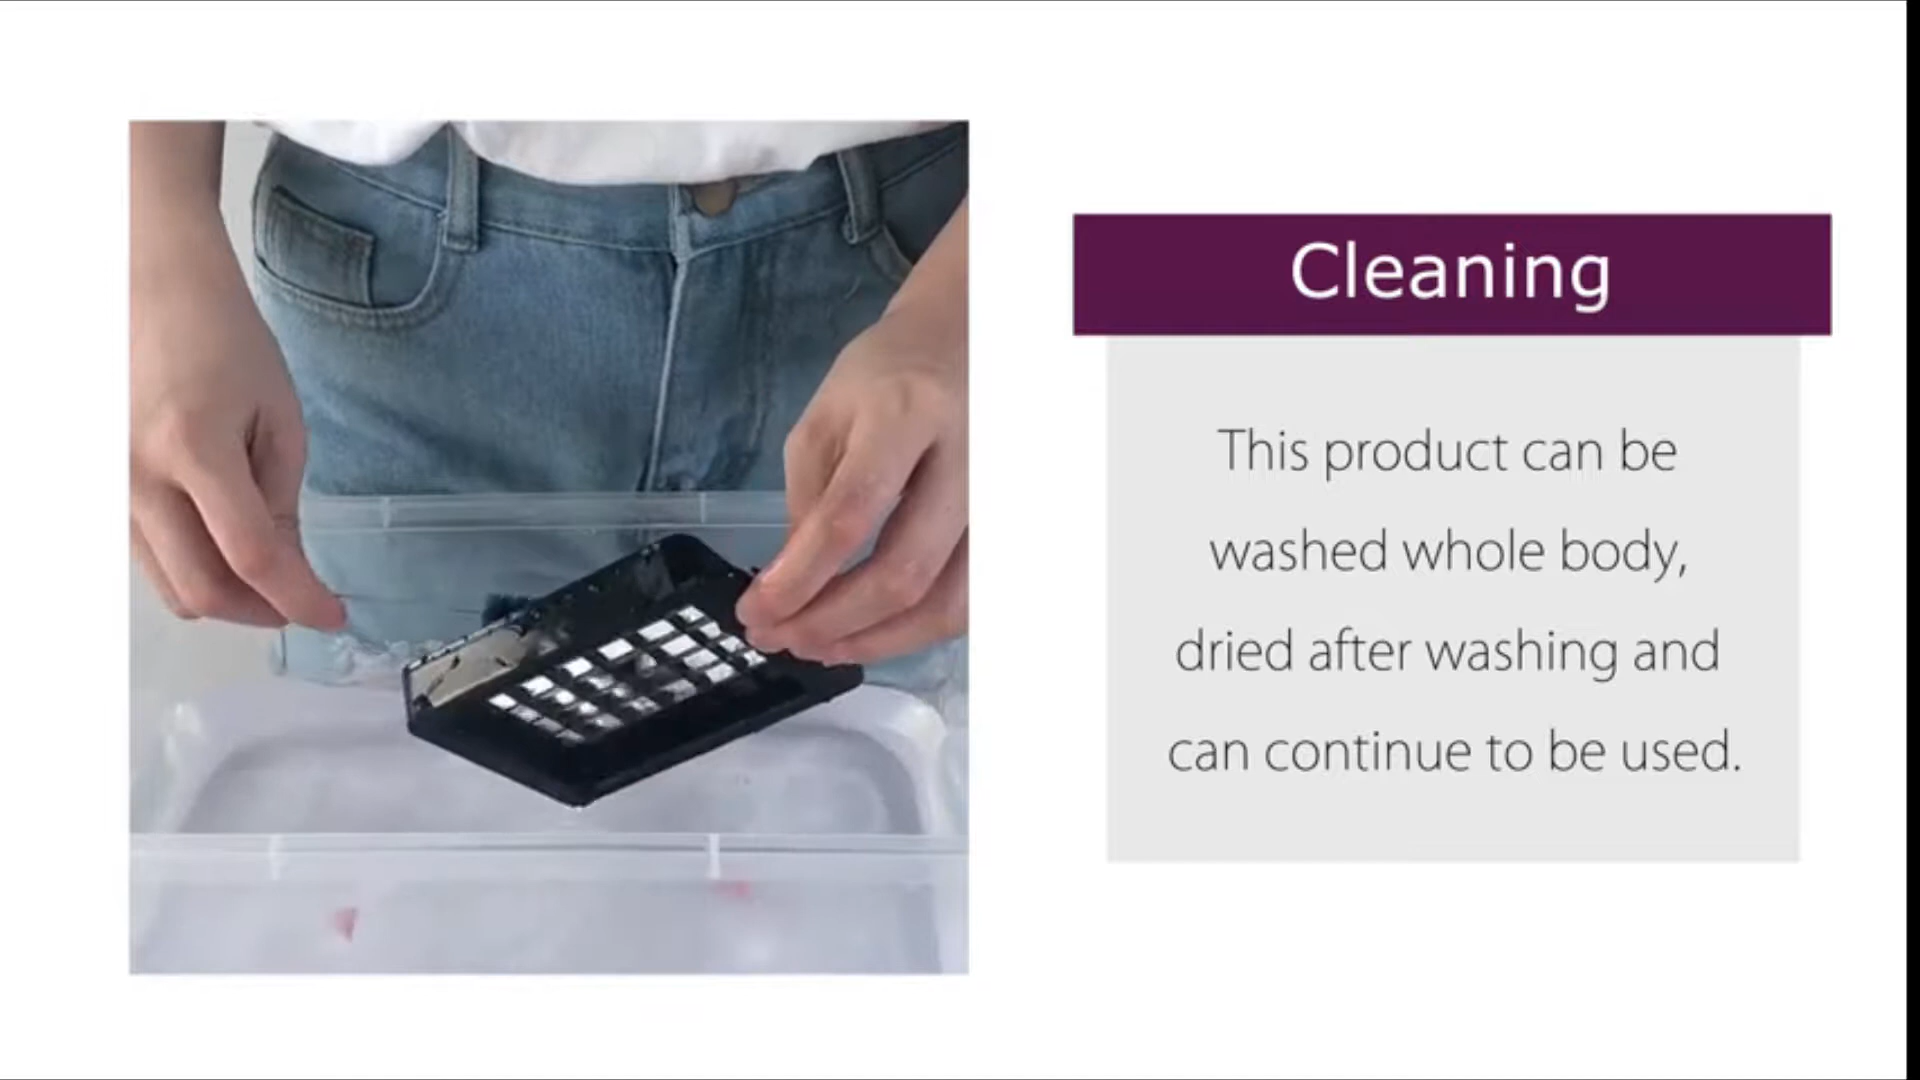 Cleaning
This product can be
washed whole body,
dried after washing and
can continue to be used.